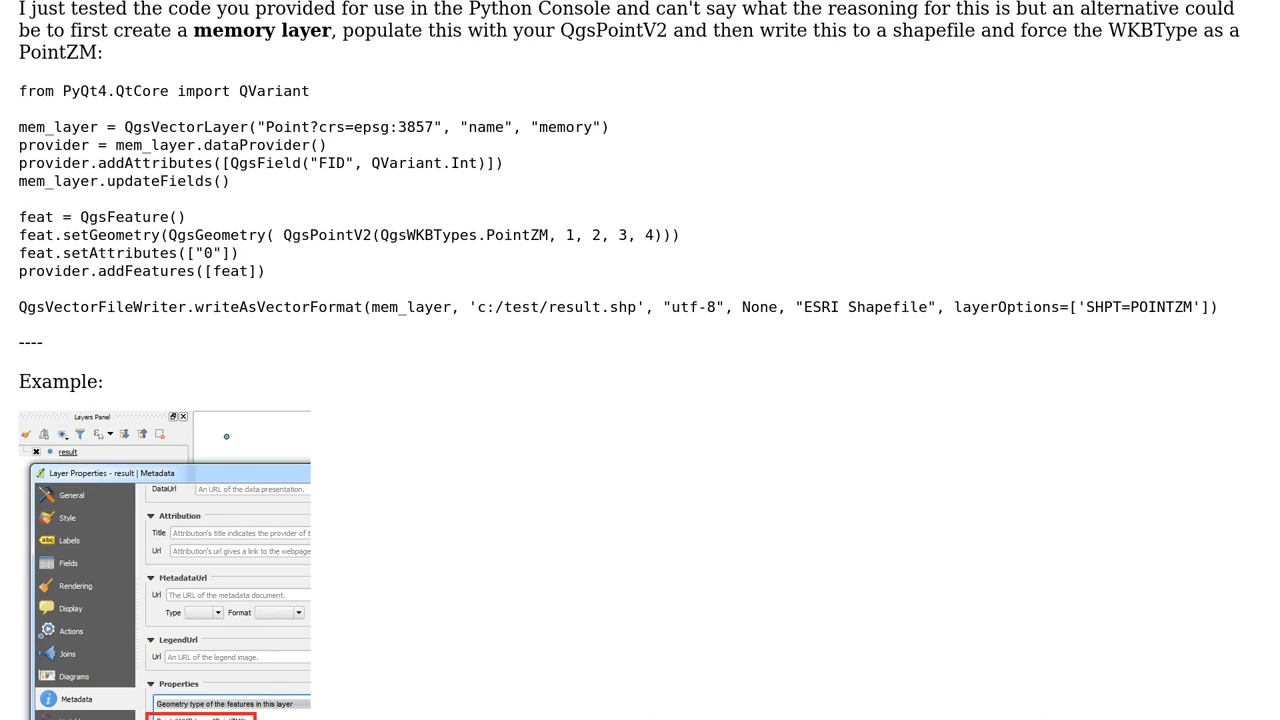 I just tested the code you provided for use in the Python Console and can't say what the reasoning for this is but an alternative could
be to first create a memory layer, populate this with your QgsPointV2 and then write this to a shapefile and force the WKBType as a
PointZM:
from PyQt4.QtCore import QVariant
mem_layer = QgsVectorLayer("Point?crs=epsg:3857", "name", "memory")
provider = mem_layer.dataProvider()
provider.addAttributes([QgsField("FID", QVariant.Int)])
mem_layer.updateFields()
feat = QgsFeature()
feat.setGeometry(QgsGeometry( QgsPointV2(QgsWKBTypes.PointZM, 1, 2, 3, 4)))
feat.setAttributes(["0"])
provider.addFeatures([feat])
QgsVectorFileWriter.writeAsVectorFormat(mem_layer, 'c:/test/result.shp', "utf-8", None, "ESRI Shapefile", layerOptions=['SHPT=POINTZM'])
----
Example:
Layers Panel
result
Layer Properties - result | Metadata
General
Style
abc Labels
Fields
Rendering
Display
Actions
Joins
Diagrams
Metadata
DataUrl An URL of the data presentation.
Attribution
Title Attribution's title indicates the provider of t
Url Attribution's url gives a link to the webpage
MetadataUrl
Url The URL of the metadata document.
Type Format
LegendUrl
Url An URL of the legend image.
Properties
Geometry type of the features in this layer